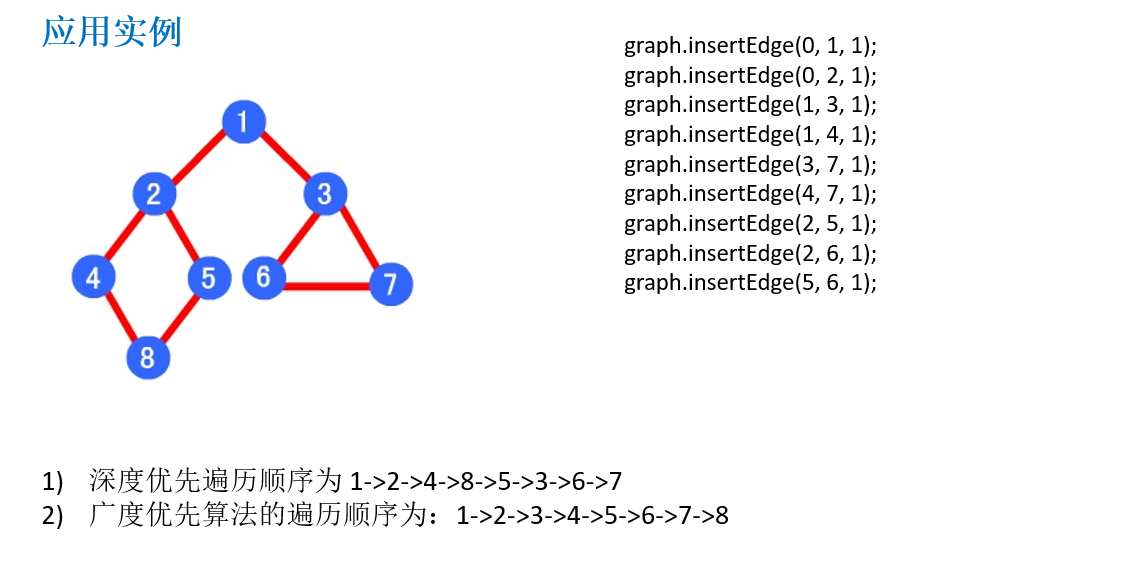 应用实例
graph.insertEdge(0, 1, 1);
graph.insertEdge(0, 2, 1);
graph.insertEdge(1, 3, 1);
graph.insertEdge(1, 4, 1);
graph.insertEdge(3, 7, 1);
graph.insertEdge(4, 7, 1);
graph.insertEdge(2, 5, 1);
graph.insertEdge(2, 6, 1);
graph.insertEdge(5, 6, 1);
1
2
3
4
5
6
7
8
1) 深度优先遍历顺序为 1->2->4->8->5->3->6->7
2) 广度优先算法的遍历顺序为：1->2->3->4->5->6->7->8